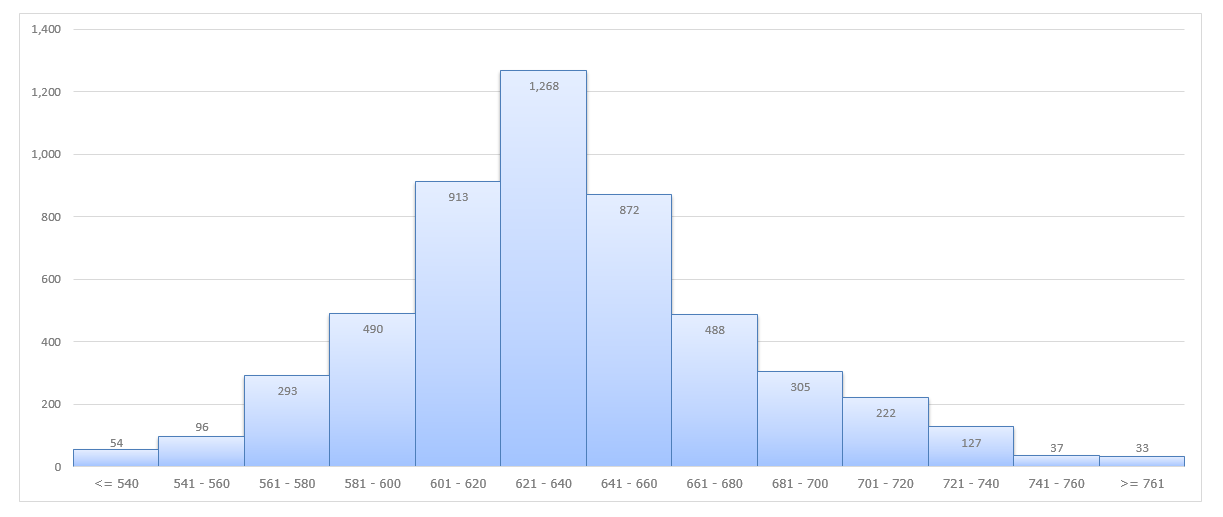 1,400
1,200
1,000
800
600
400
200
0
54
96
293
490
913
1,268
872
488
305
222
127
37
33
<= 540
541 - 560
561 - 580
581 - 600
601 - 620
621 - 640
641 - 660
661 - 680
681 - 700
701 - 720
721 - 740
741 - 760
>= 761